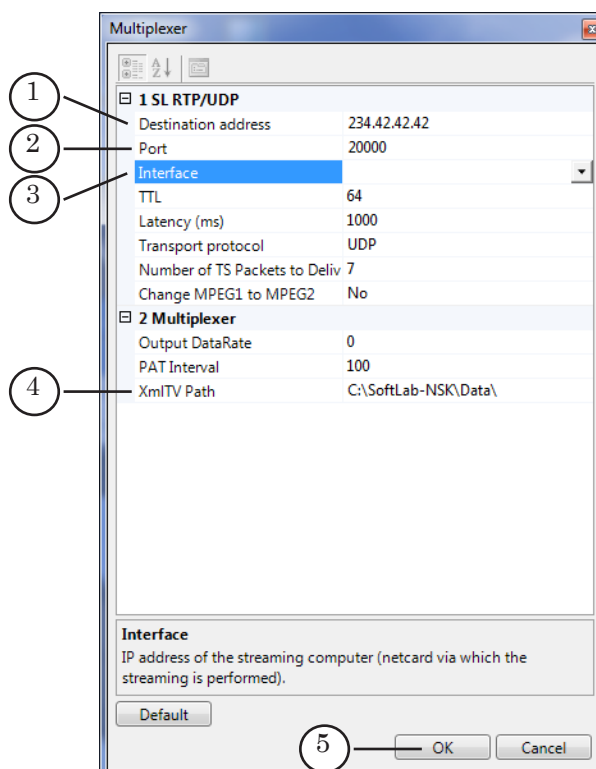 Multiplexer
1 SL RTP/UDP
1
Destination address 234.42.42.42
2
Port 20000
3
Interface
TTL 64
Latency (ms) 1000
Transport protocol UDP
Number of TS Packets to Deliv 7
Change MPEG1 to MPEG2 No
2 Multiplexer
Output DataRate 0
PAT Interval 100
4
XmlTV Path C:\SoftLab-NSK\Data\
Interface
IP address of the streaming computer (netcard via which the
streaming is performed).
Default
5
OK Cancel